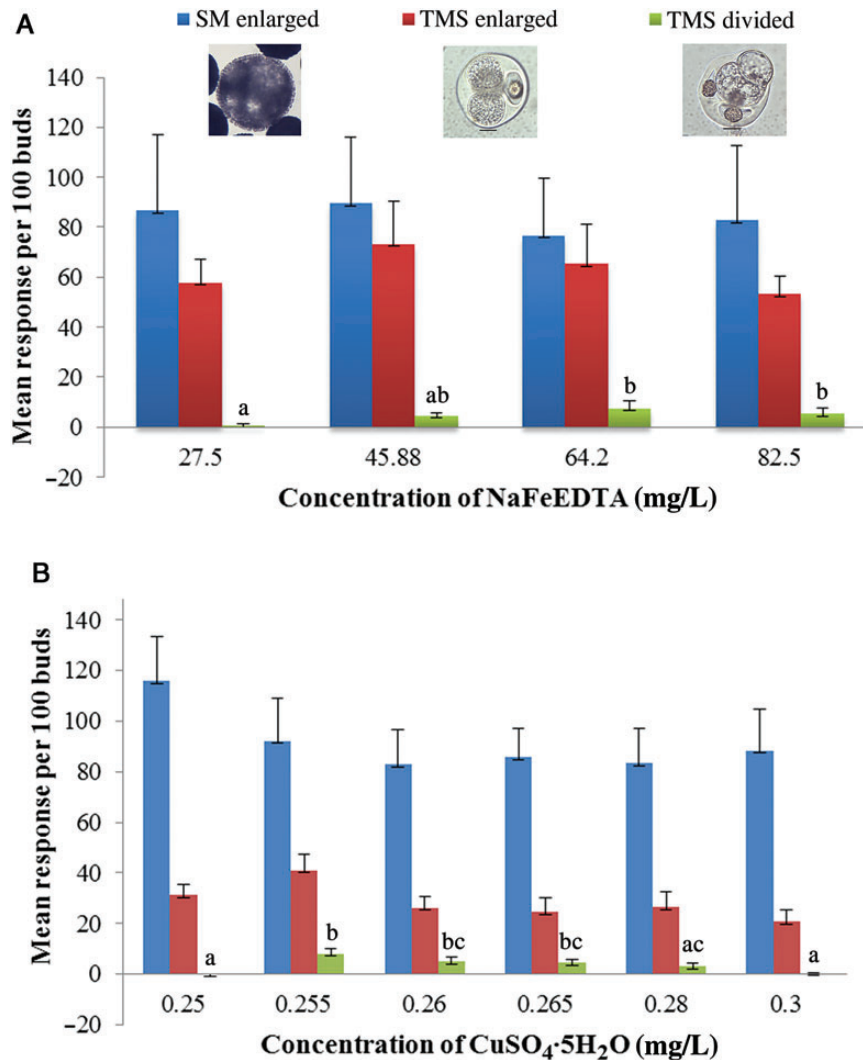 A
SM enlarged TMS enlarged TMS divided
Mean response per 100 buds
140
120
100
80
60
40
20
0
–20
a ab b b
27.5 45.88 64.2 82.5
Concentration of NaFeEDTA (mg/L)
B
Mean response per 100 buds
140
120
100
80
60
40
20
0
–20
a b bc bc ac a
0.25 0.255 0.26 0.265 0.28 0.3
Concentration of CuSO₄·5H₂O (mg/L)